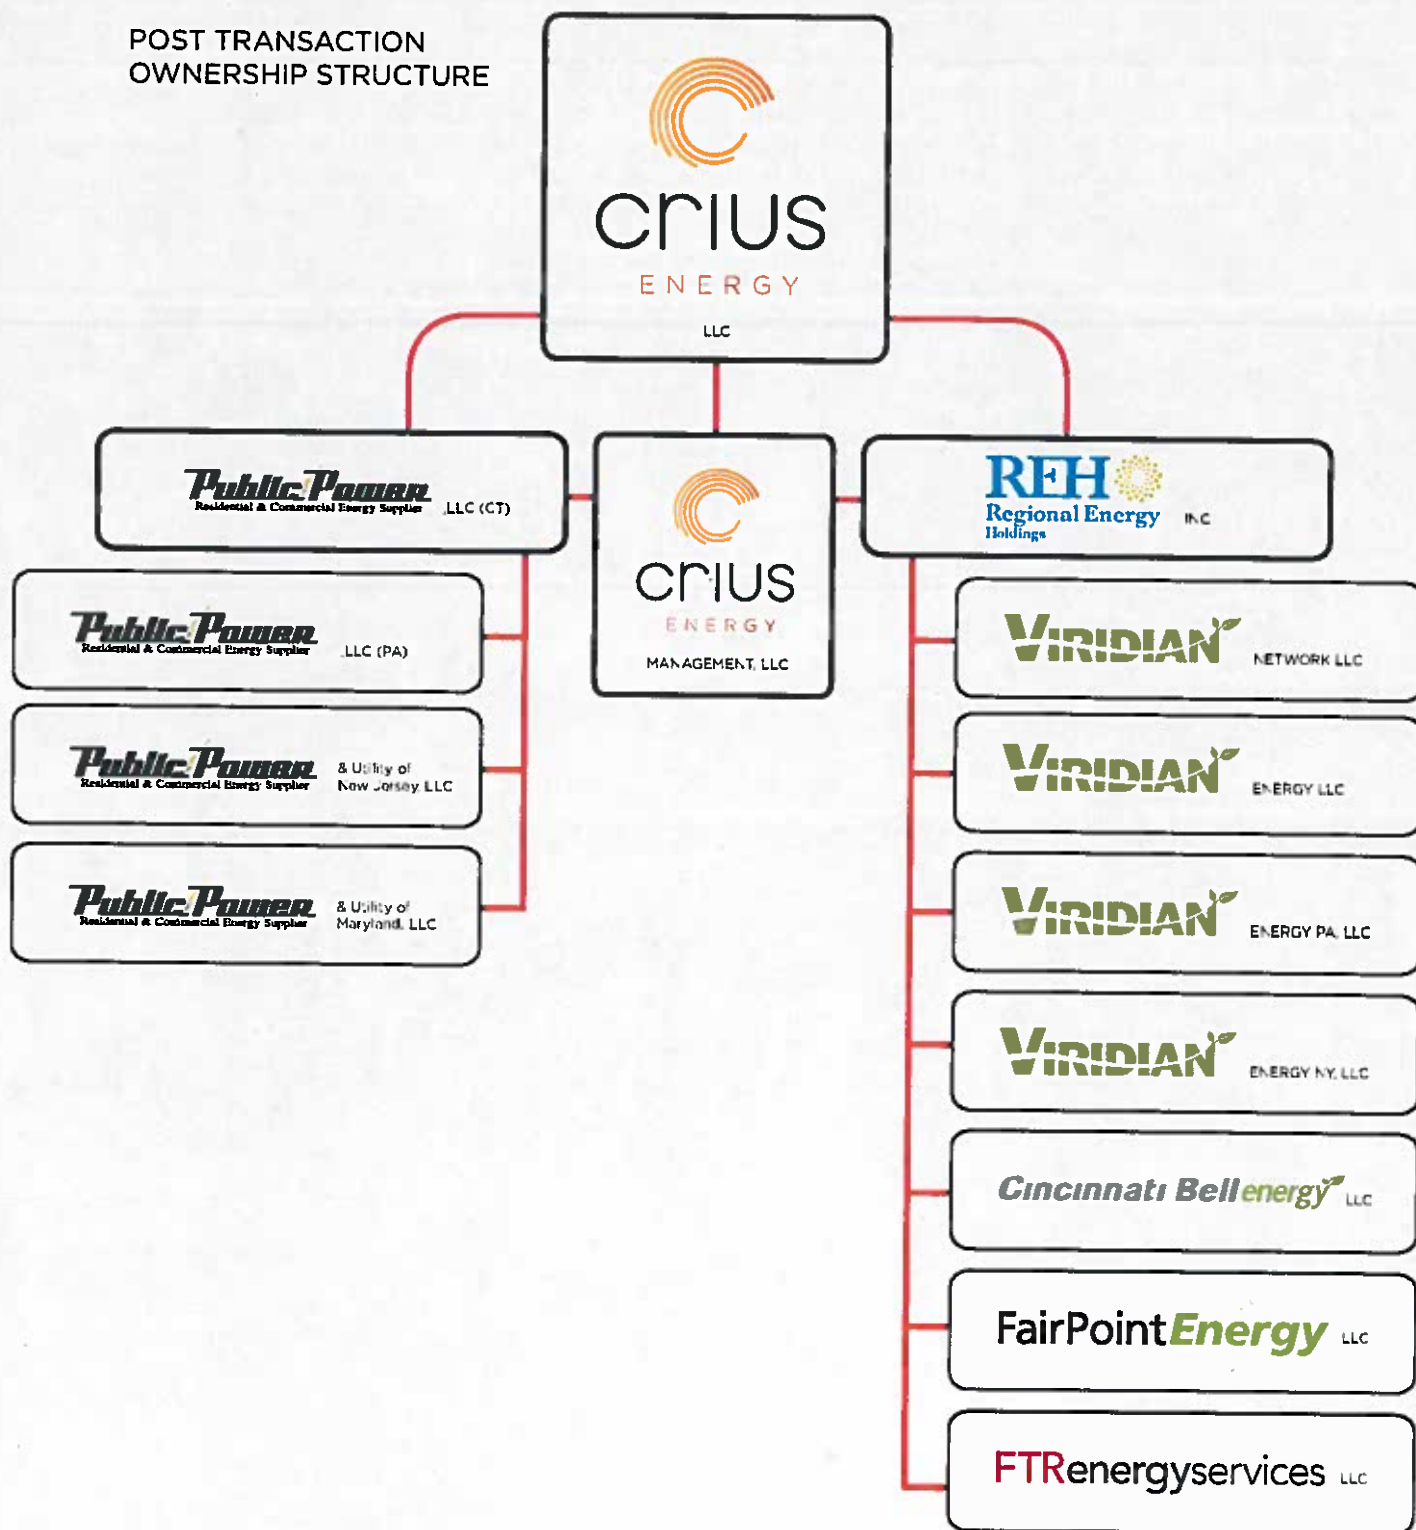 POST TRANSACTION
OWNERSHIP STRUCTURE
crius
ENERGY
LLC
Public Power
Residential & Commercial Energy Supplier
, LLC (CT)
crius
ENERGY
MANAGEMENT, LLC
REH
Regional Energy
Holdings
INC
Public Power
Residential & Commercial Energy Supplier
, LLC (PA)
Public Power
Residential & Commercial Energy Supplier
& Utility of
New Jersey, LLC
Public Power
Residential & Commercial Energy Supplier
& Utility of
Maryland, LLC
VIRIDIAN
NETWORK LLC
VIRIDIAN
ENERGY LLC
VIRIDIAN
ENERGY PA, LLC
VIRIDIAN
ENERGY NY, LLC
Cincinnati Bell energy LLC
FairPoint Energy LLC
FTRenergyservices LLC